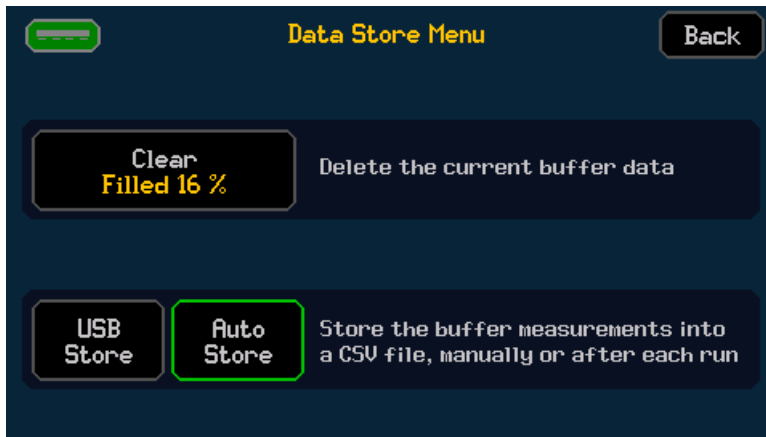 Data Store Menu
Back
Clear
Filled 16 %
Delete the current buffer data
USB
Store
Auto
Store
Store the buffer measurements into
a CSV file, manually or after each run